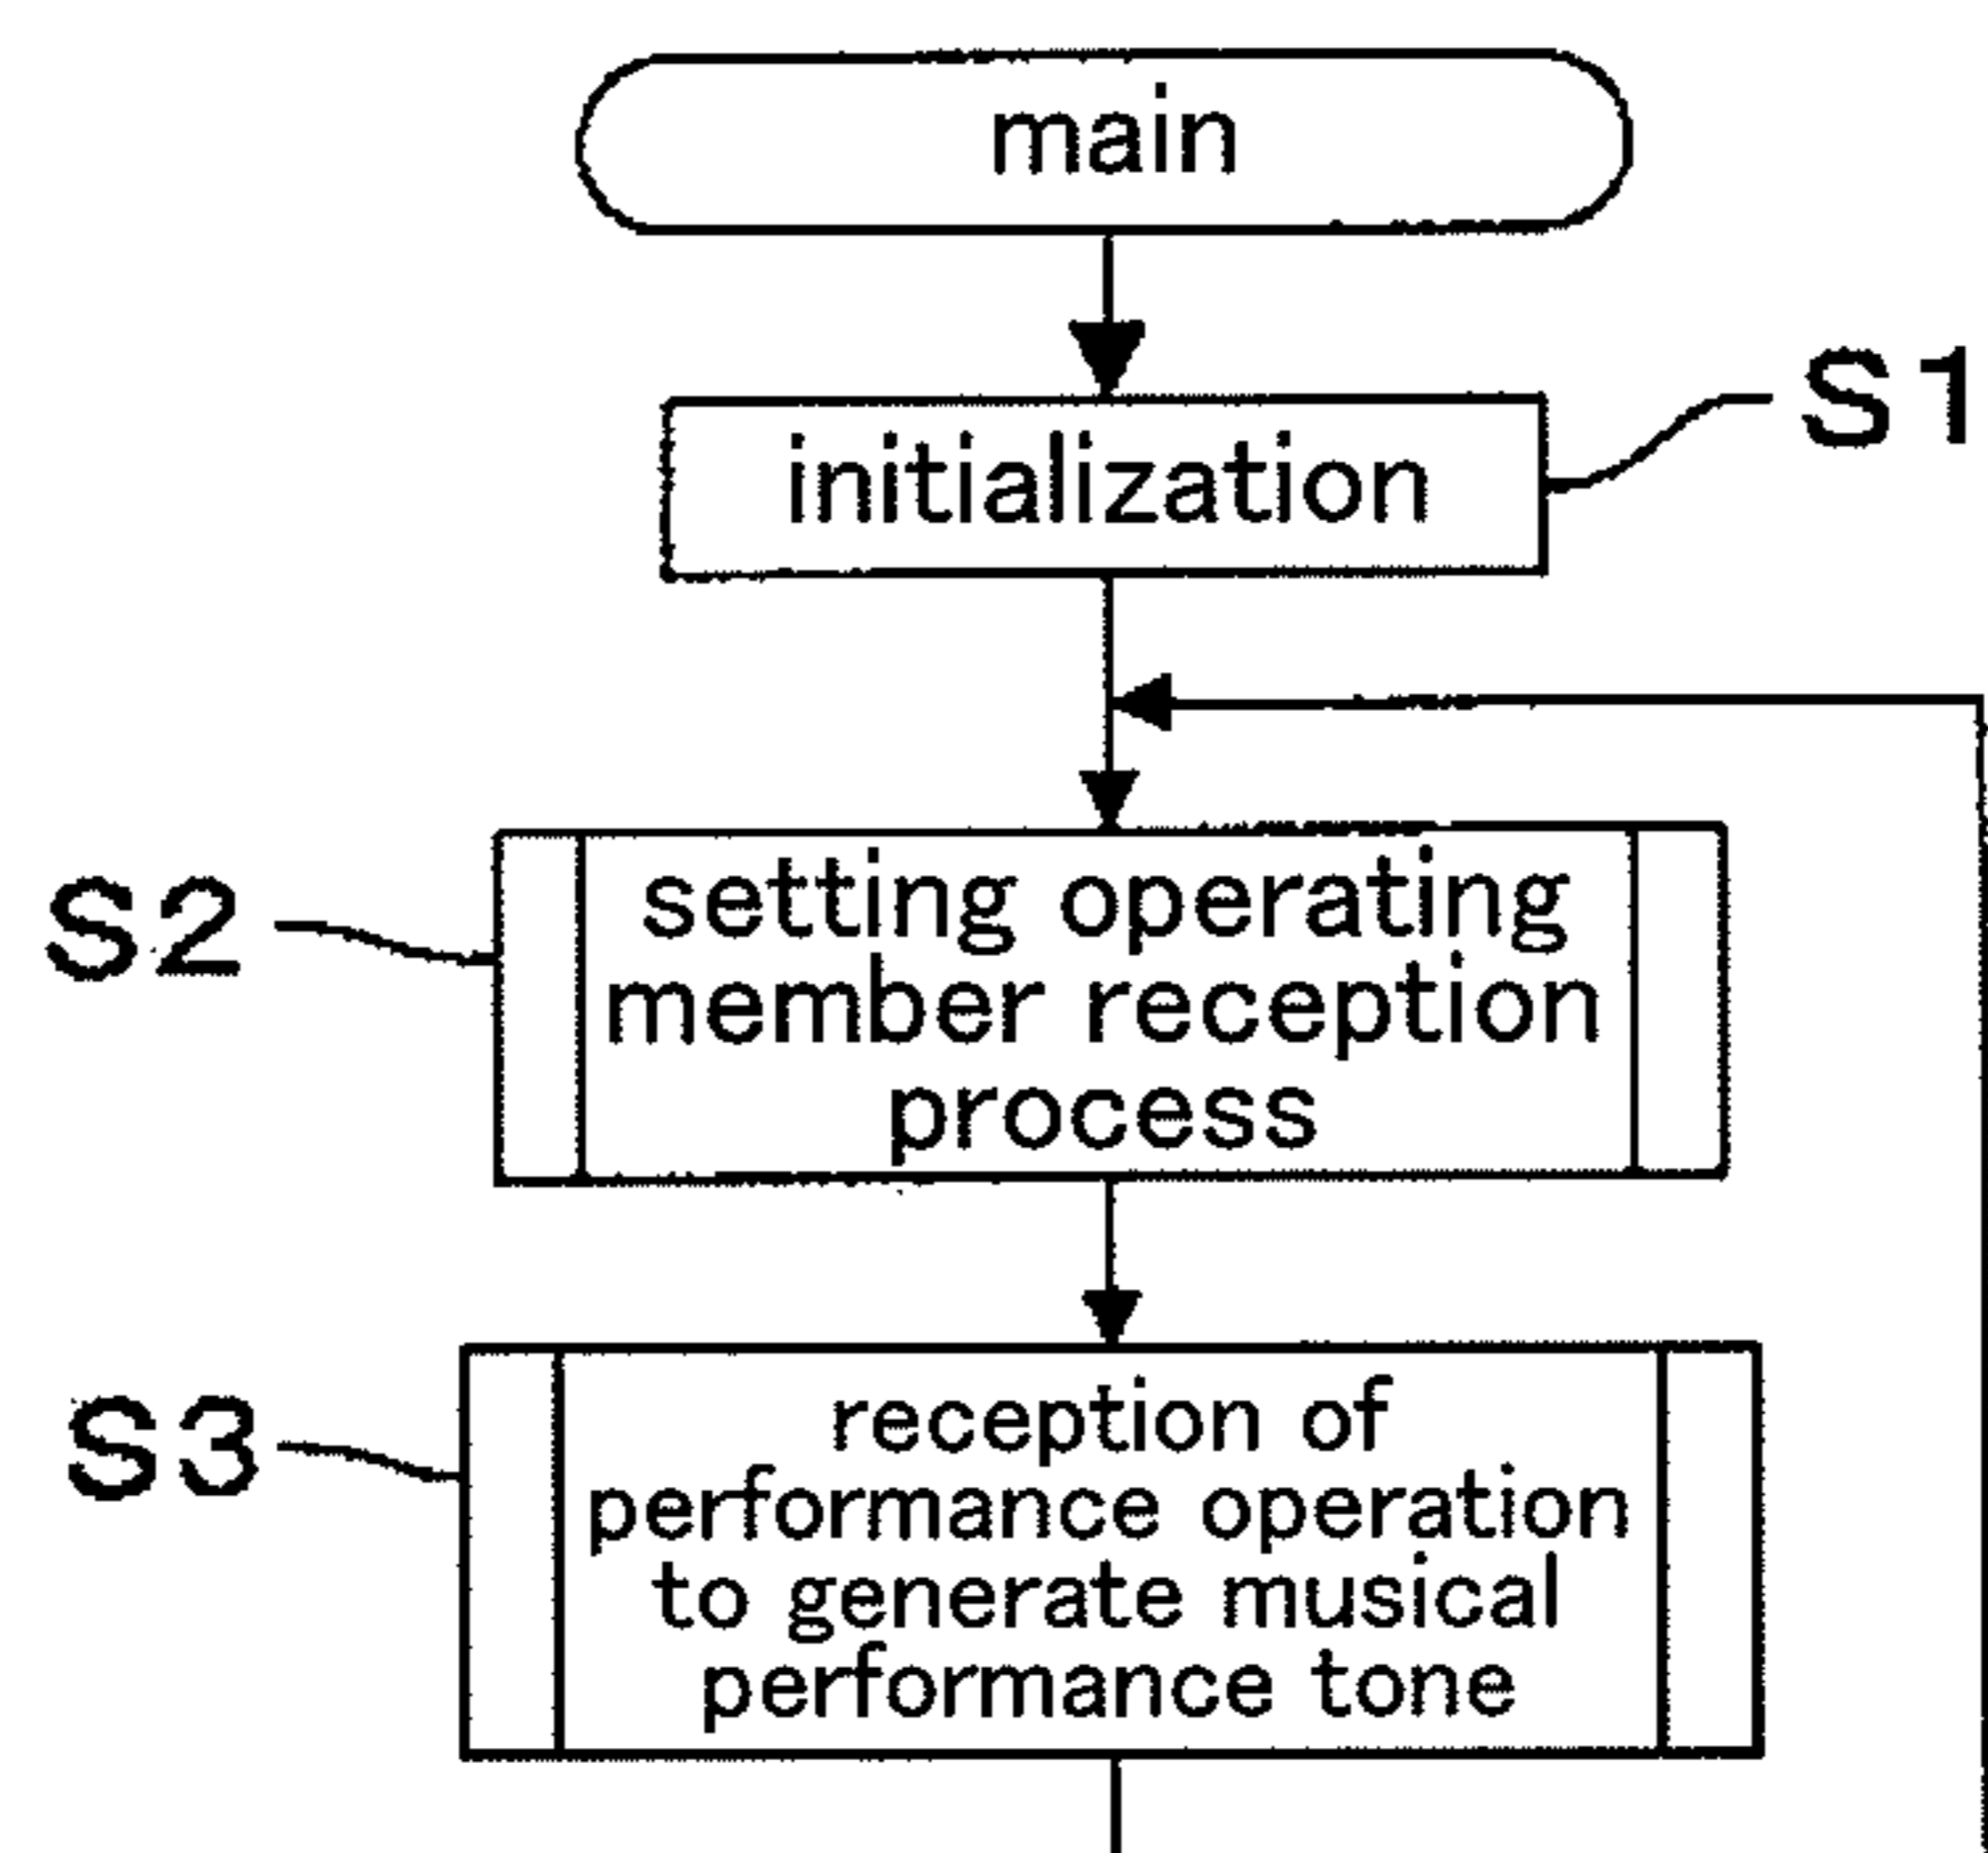 main
initialization
S1
S2
setting operating
member reception
process
S3
reception of
performance operation
to generate musical
performance tone